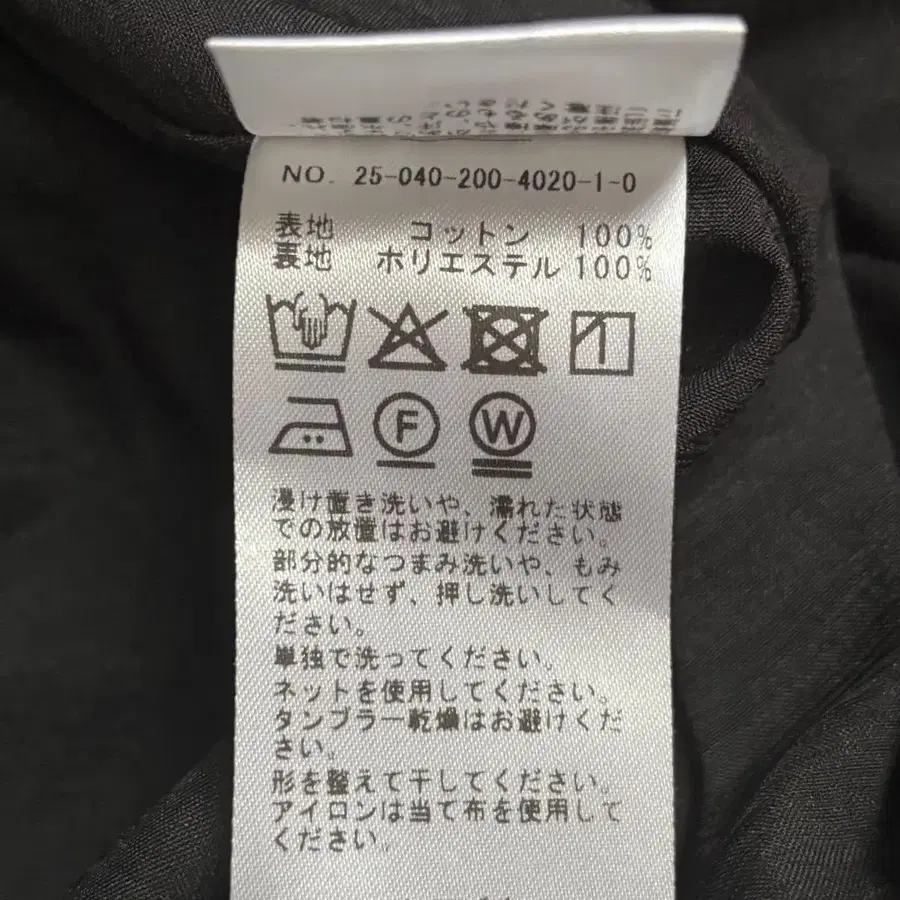 NO. 25-040-200-4020-1-0
表地 コットン 100%
裏地 ポリエステル 100%
F W
浸け置き洗いや、濡れた状態
での放置はお避けください。
部分的なつまみ洗いや、もみ
洗いはせず、押し洗いしてく
ださい。
単独で洗ってください。
ネットを使用してください。
タンブラー乾燥はお避けくだ
さい。
形を整えて干してください。
アイロンは当て布を使用して
ください。